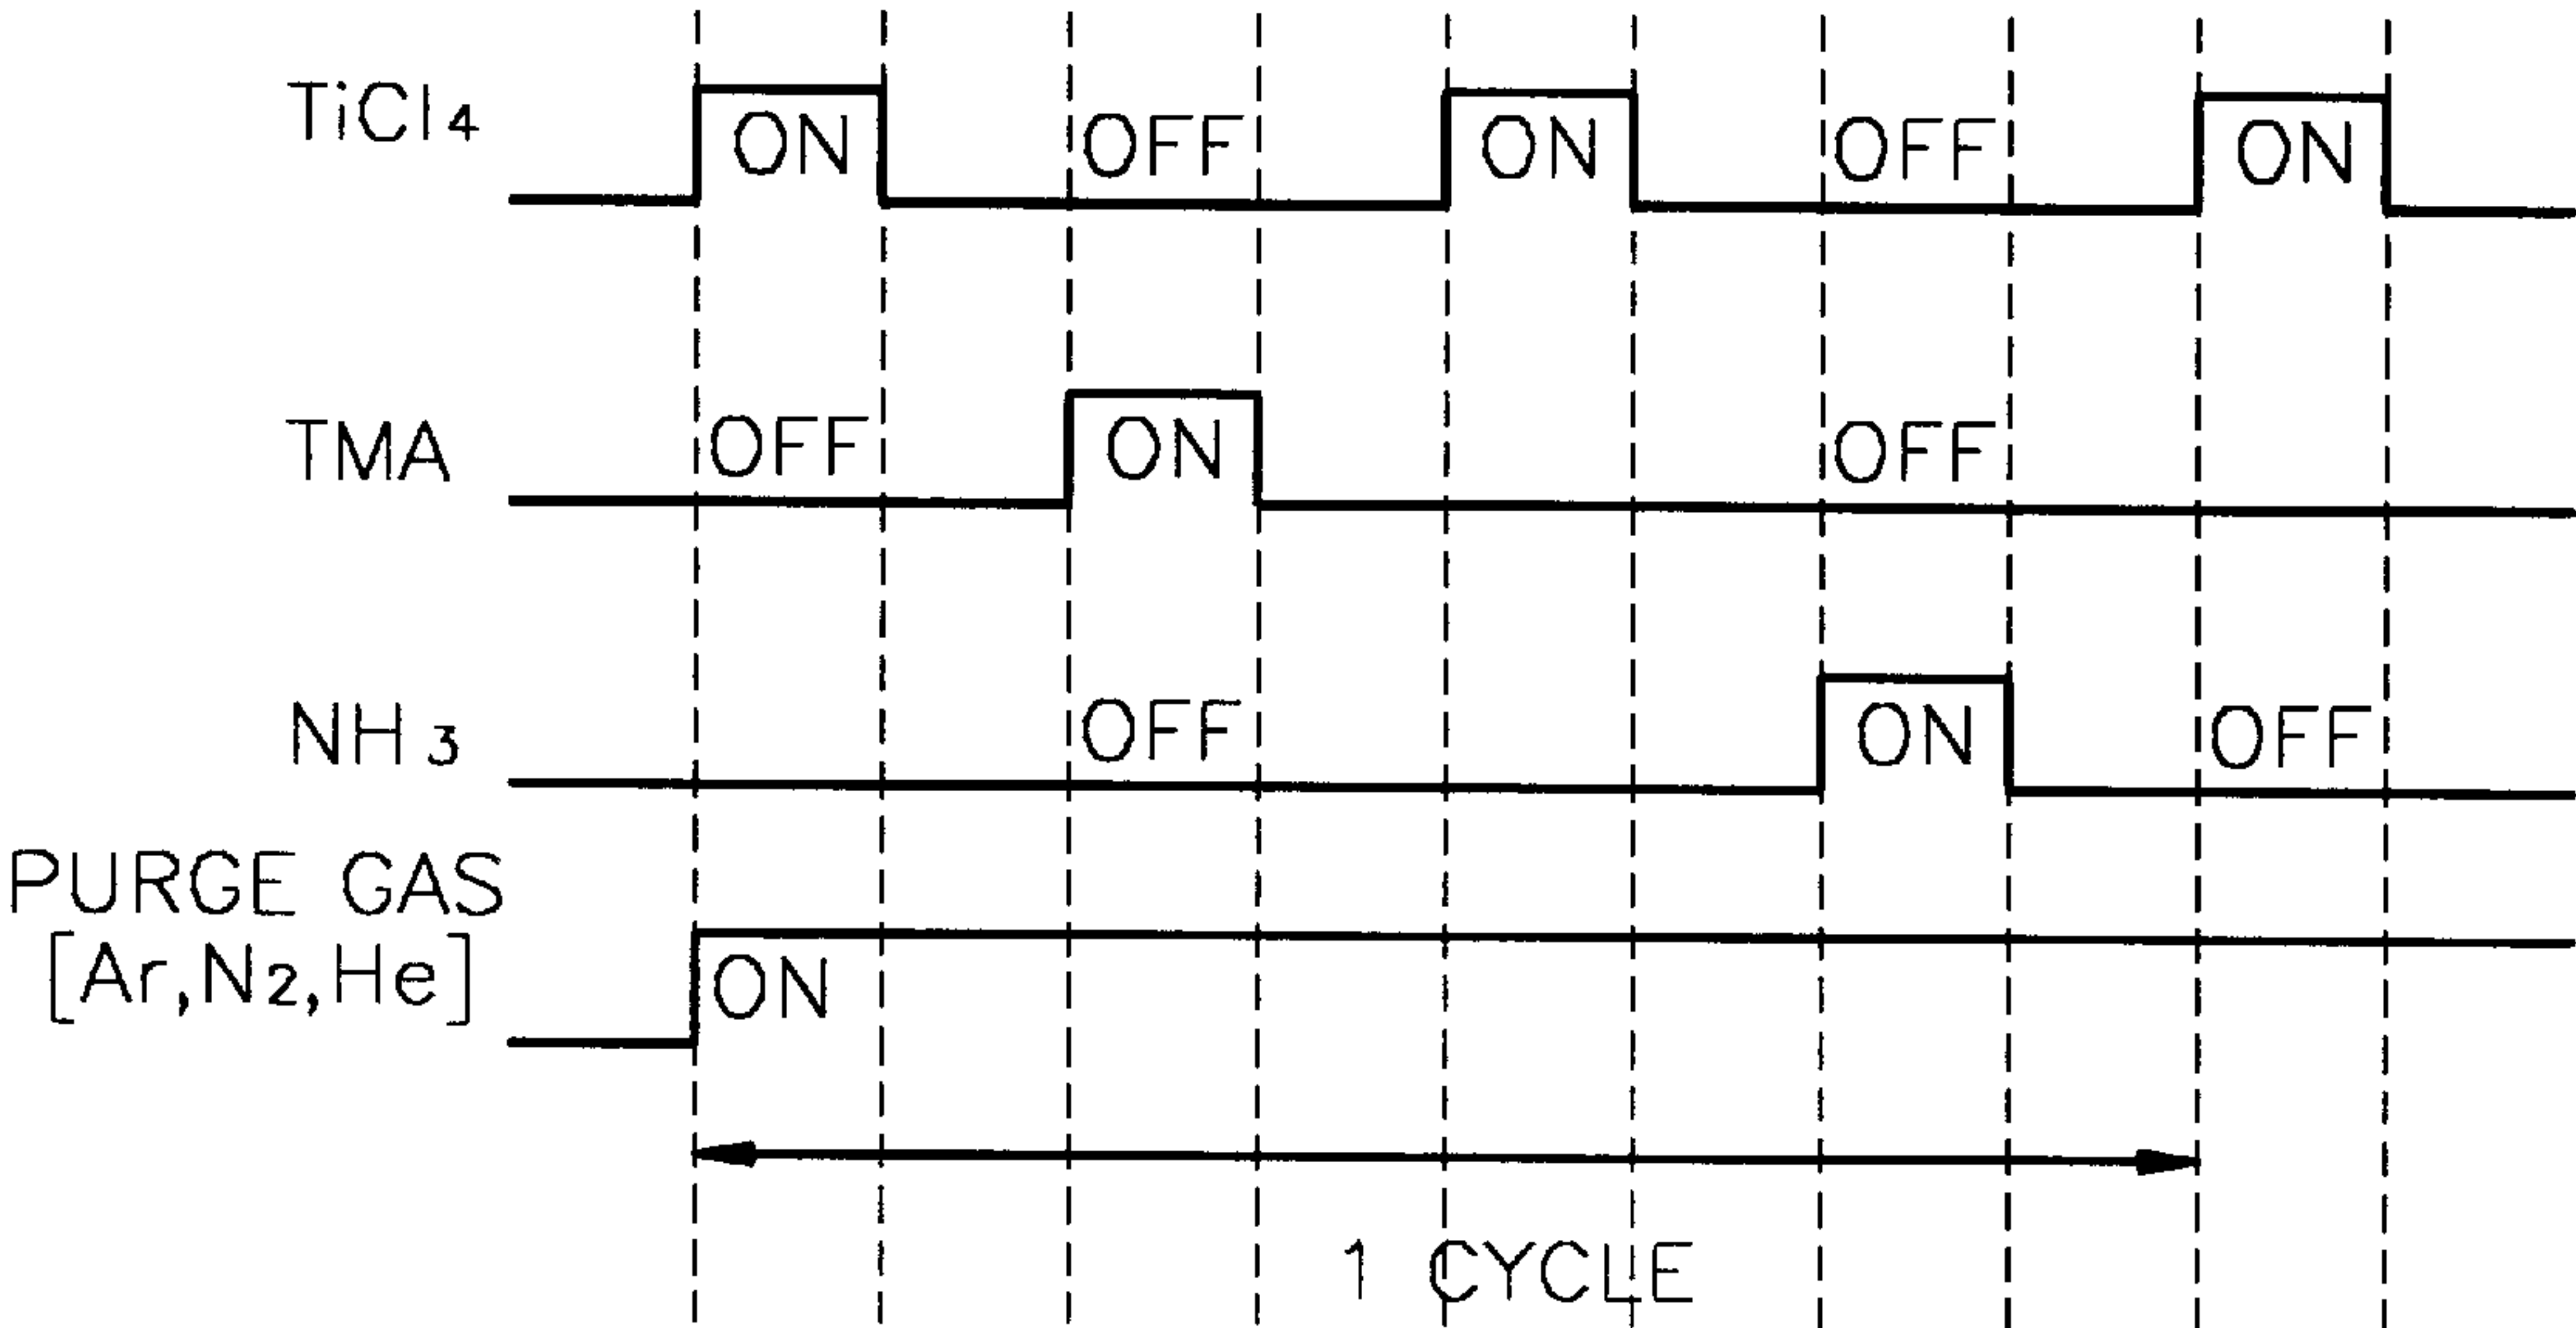 TiCl4
ON OFF ON OFF ON
TMA
OFF ON OFF
NH3
OFF ON OFF
PURGE GAS
[Ar,N2,He]
ON
1 CYCLE